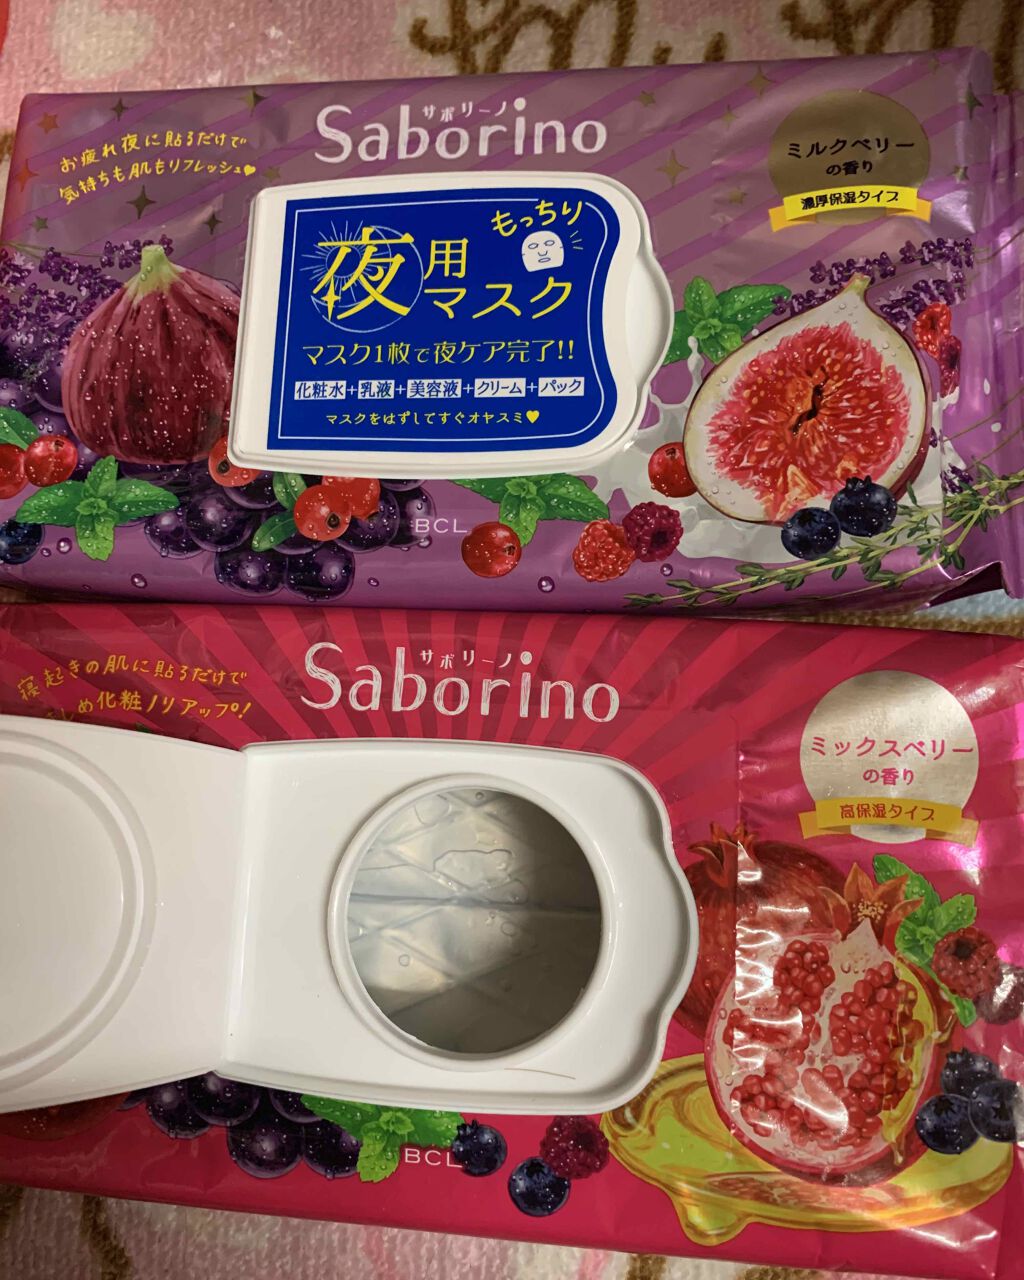 My
サボリーノ
Saborino
お疲れ夜に貼るだけで
気持ちも肌もリフレッシュ♥
ミルクベリー
の香り
濃厚保湿タイプ
もっちり
夜用
マスク
マスク1枚で夜ケア完了!!
化粧水+乳液+美容液+クリーム+パック
マスクをはずしてすぐオヤスミ♥
BCL
サボリーノ
Saborino
寝起きの肌に貼るだけで
め化粧ノリアップ!
ミックスベリー
の香り
高保湿タイプ
BCL